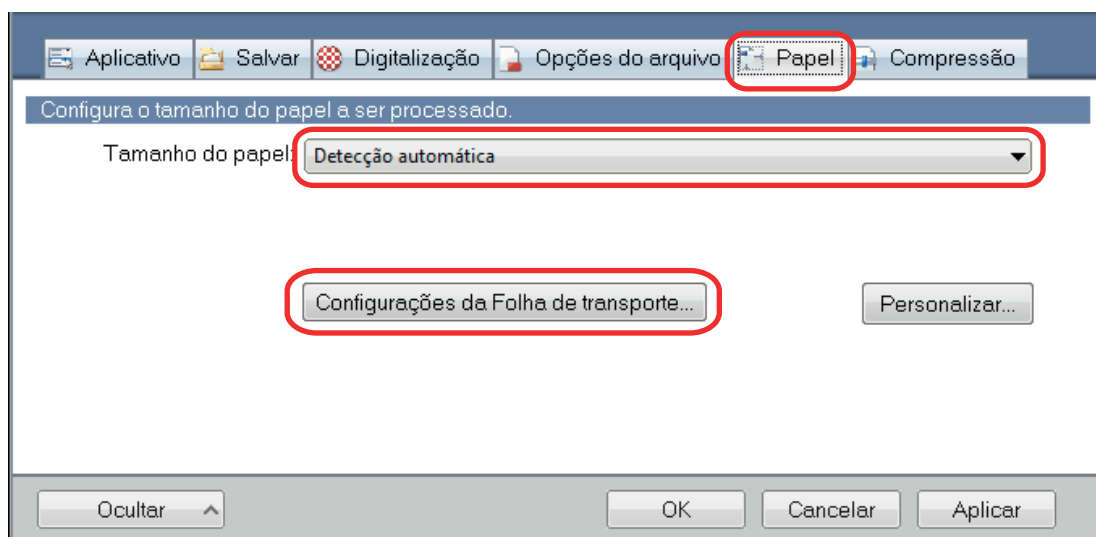 Aplicativo Salvar Digitalização Opções do arquivo Papel Compressão
Configura o tamanho do papel a ser processado.
Tamanho do papel: Detecção automática
Configurações da Folha de transporte... Personalizar...
Ocultar OK Cancelar Aplicar